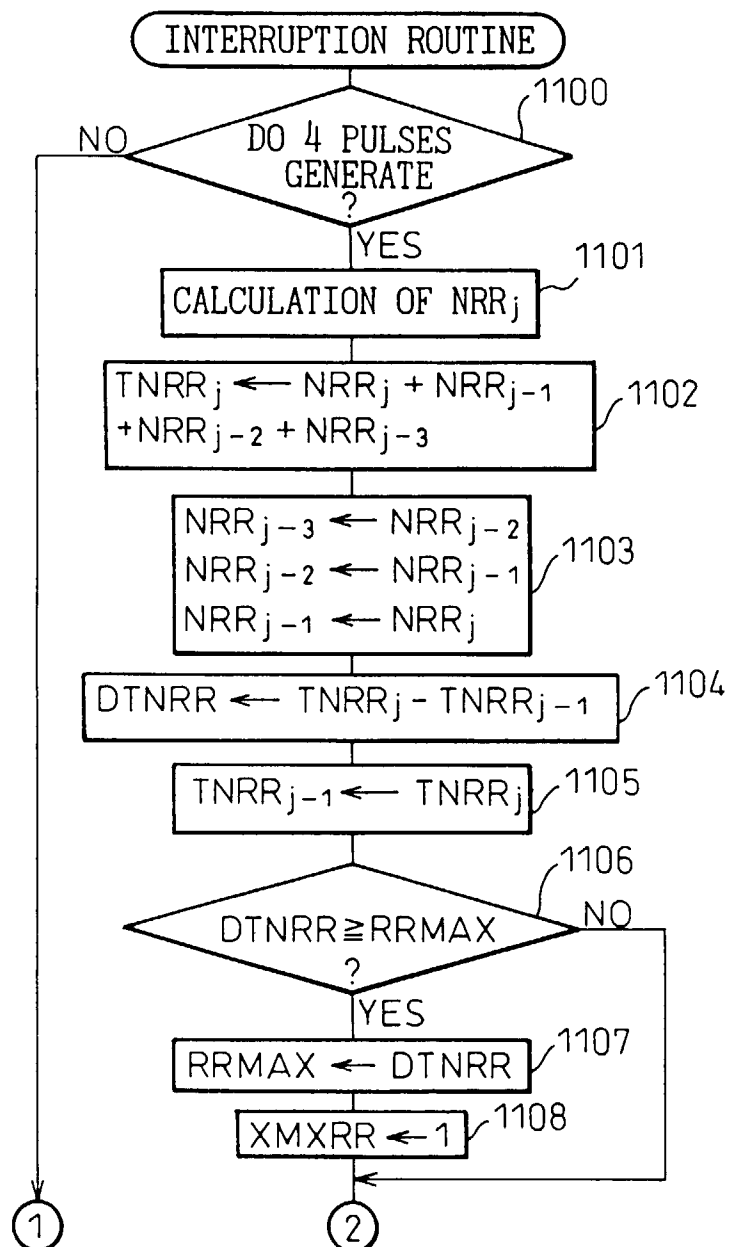 INTERRUPTION ROUTINE
1100
NO
DO 4 PULSES
GENERATE
?
YES
1101
CALCULATION OF NRRj
TNRRj ← NRRj + NRRj-1
+NRRj-2 + NRRj-3
1102
NRRj-3 ← NRRj-2
NRRj-2 ← NRRj-1
NRRj-1 ← NRRj
1103
DTNRR ← TNRRj - TNRRj-1
1104
TNRRj-1 ← TNRRj
1105
1106
DTNRR≧RRMAX
?
NO
YES
RRMAX ← DTNRR
1107
XMXRR ← 1
1108
1
2